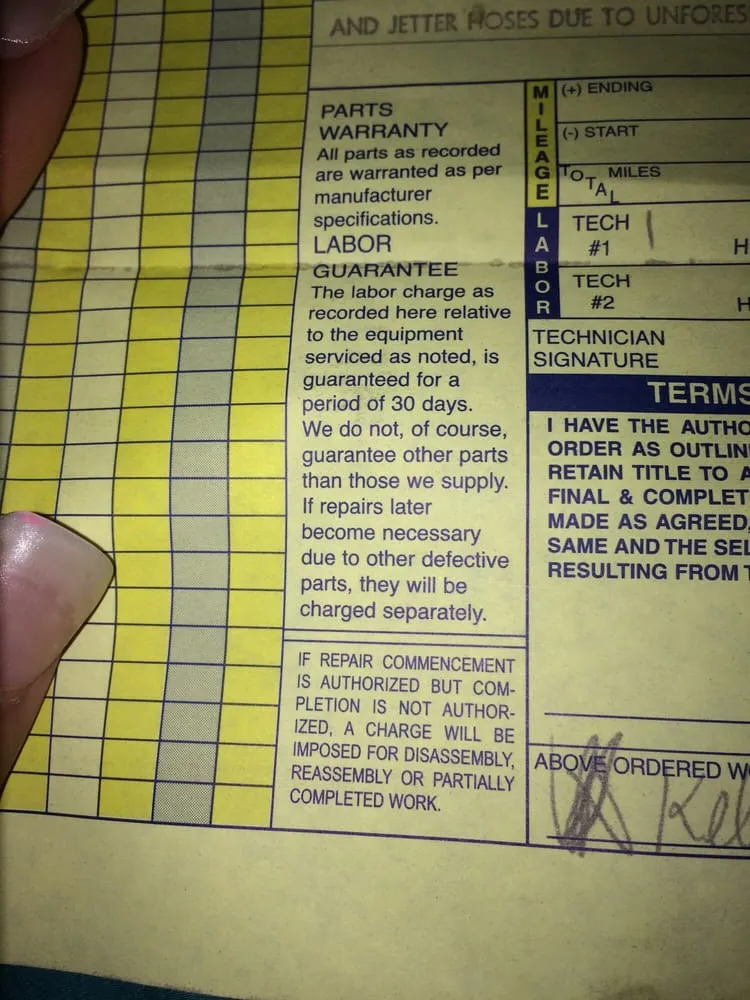 AND JETTER HOSES DUE TO UNFORES
PARTS
WARRANTY
All parts as recorded
are warranted as per
manufacturer
specifications.
LABOR
GUARANTEE
The labor charge as
recorded here relative
to the equipment
serviced as noted, is
guaranteed for a
period of 30 days.
We do not, of course,
guarantee other parts
than those we supply.
If repairs later
become necessary
due to other defective
parts, they will be
charged separately.
IF REPAIR COMMENCEMENT
IS AUTHORIZED BUT COM-
PLETION IS NOT AUTHOR-
IZED, A CHARGE WILL BE
IMPOSED FOR DISASSEMBLY,
REASSEMBLY OR PARTIALLY
COMPLETED WORK.
MILEAGE
(+) ENDING
(-) START
TOTAL MILES
LABOR
TECH 1
#1 H
TECH
#2 H
TECHNICIAN
SIGNATURE
TERMS
I HAVE THE AUTHO
ORDER AS OUTLIN
RETAIN TITLE TO A
FINAL & COMPLET
MADE AS AGREED,
SAME AND THE SEL
RESULTING FROM T
ABOVE ORDERED WO
Kel